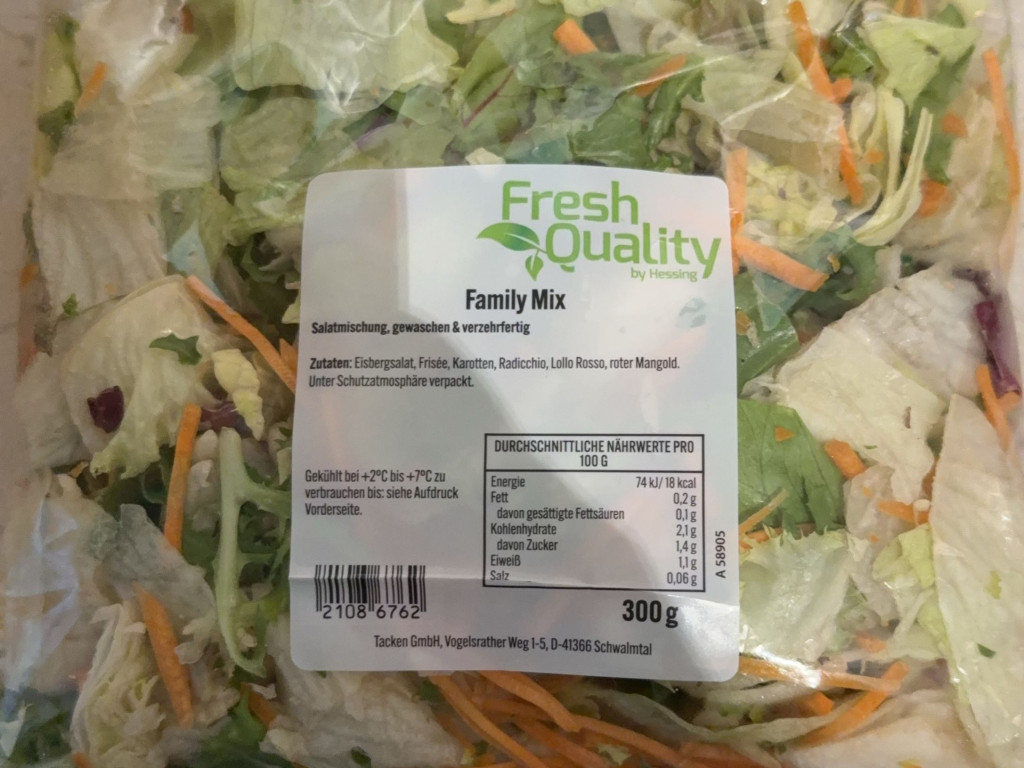 Fresh
Quality
by Hessing
Family Mix
Salatmischung, gewaschen & verzehrfertig
Zutaten: Eisbergsalat, Frisée, Karotten, Radicchio, Lollo Rosso, roter Mangold.
Unter Schutzatmosphäre verpackt.
DURCHSCHNITTLICHE NÄHRWERTE PRO
100 G
Energie 74 kJ/ 18 kcal
Fett 0,2 g
davon gesättigte Fettsäuren 0,1 g
Kohlenhydrate 2,1 g
davon Zucker 1,4 g
Eiweiß 1,1 g
Salz 0,06 g
Gekühlt bei +2ºC bis +7ºC zu
verbrauchen bis: siehe Aufdruck
Vorderseite.
A 58905
2108 6762
300 g
Tacken GmbH, Vogelsrather Weg 1-5, D-41366 Schwalmtal